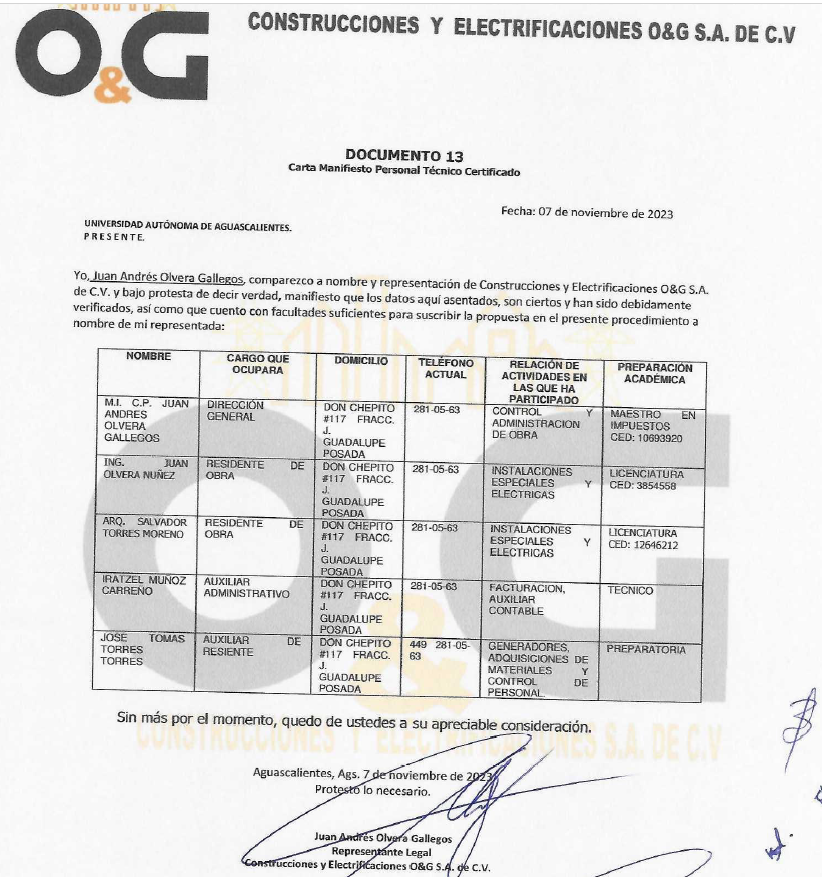 O&G
CONSTRUCCIONES Y ELECTRIFICACIONES O&G S.A. DE C.V
DOCUMENTO 13
Carta Manifiesto Personal Técnico Certificado
Fecha: 07 de noviembre de 2023
UNIVERSIDAD AUTÓNOMA DE AGUASCALIENTES.
P R E S E N T E.
Yo, Juan Andrés Olvera Gallegos, comparezco a nombre y representación de Construcciones y Electrificaciones O&G S.A.
de C.V. y bajo protesta de decir verdad, manifiesto que los datos aquí asentados, son ciertos y han sido debidamente
verificados, así como que cuento con facultades suficientes para suscribir la propuesta en el presente procedimiento a
nombre de mi representada:
NOMBRE
CARGO QUE
OCUPARA
DOMICILIO
TELÉFONO
ACTUAL
RELACIÓN DE
ACTIVIDADES EN
LAS QUE HA
PARTICIPADO
PREPARACIÓN
ACADÉMICA
M.I. C.P. JUAN
ANDRES
OLVERA
GALLEGOS
DIRECCIÓN
GENERAL
DON CHEPITO
#117 FRACC.
J.
GUADALUPE
POSADA
281-05-63
CONTROL Y
ADMINISTRACION
DE OBRA
MAESTRO EN
IMPUESTOS
CED: 10693920
ING. JUAN
OLVERA NUÑEZ
RESIDENTE DE
OBRA
DON CHEPITO
#117 FRACC.
J.
GUADALUPE
POSADA
281-05-63
INSTALACIONES
ESPECIALES Y
ELECTRICAS
LICENCIATURA
CED: 3854558
ARQ. SALVADOR
TORRES MORENO
RESIDENTE DE
OBRA
DON CHEPITO
#117 FRACC.
J.
GUADALUPE
POSADA
281-05-63
INSTALACIONES
ESPECIALES Y
ELECTRICAS
LICENCIATURA
CED: 12646212
IRATZEL MUÑOZ
CARREÑO
AUXILIAR
ADMINISTRATIVO
DON CHEPITO
#117 FRACC.
J.
GUADALUPE
POSADA
281-05-63
FACTURACION,
AUXILIAR
CONTABLE
TECNICO
JOSE TOMAS
TORRES
TORRES
AUXILIAR DE
RESIENTE
DON CHEPITO
#117 FRACC.
J.
GUADALUPE
POSADA
449 281-05-
63
GENERADORES,
ADQUISICIONES DE
MATERIALES Y
CONTROL DE
PERSONAL
PREPARATORIA
Sin más por el momento, quedo de ustedes a su apreciable consideración.
CONSTRUCCIONES Y ELECTRIFICACIONES S.A. DE C.V
Aguascalientes, Ags. 7 de noviembre de 2023
Protesto lo necesario.
Juan Andrés Olvera Gallegos
Representante Legal
Construcciones y Electrificaciones O&G S.A. de C.V.